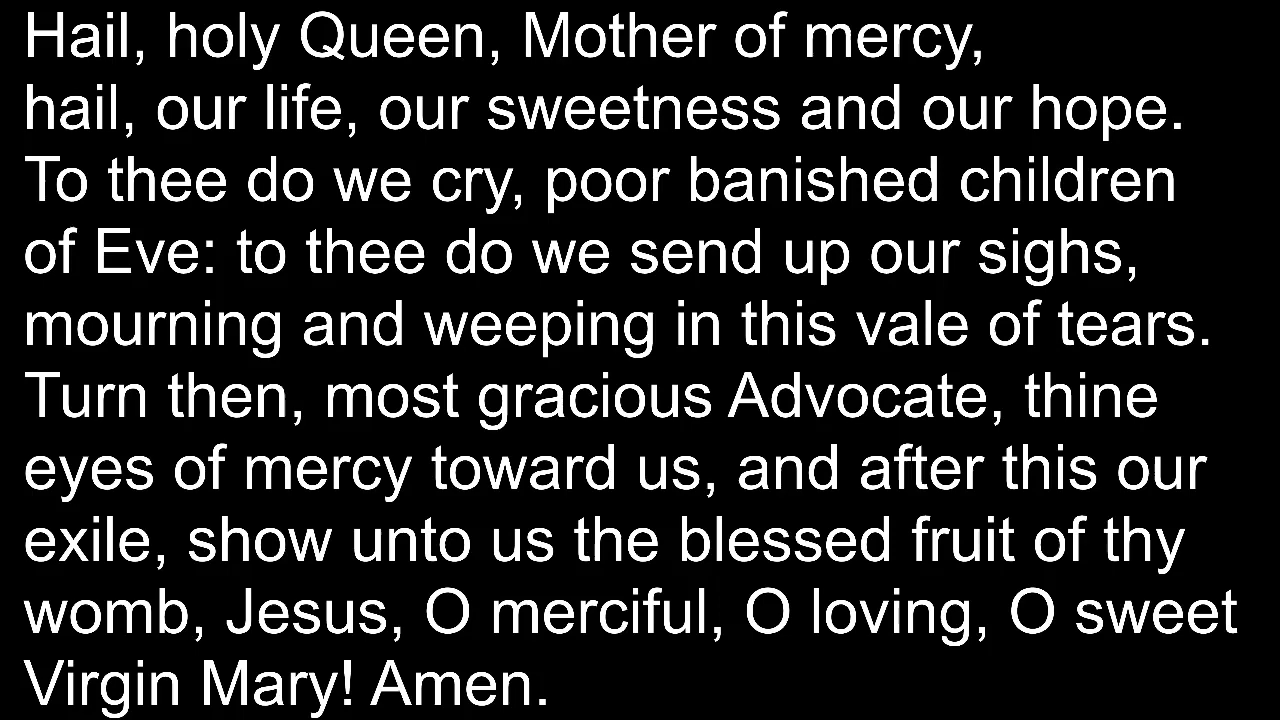 Hail, holy Queen, Mother of mercy,
hail, our life, our sweetness and our hope.
To thee do we cry, poor banished children
of Eve: to thee do we send up our sighs,
mourning and weeping in this vale of tears.
Turn then, most gracious Advocate, thine
eyes of mercy toward us, and after this our
exile, show unto us the blessed fruit of thy
womb, Jesus, O merciful, O loving, O sweet
Virgin Mary! Amen.